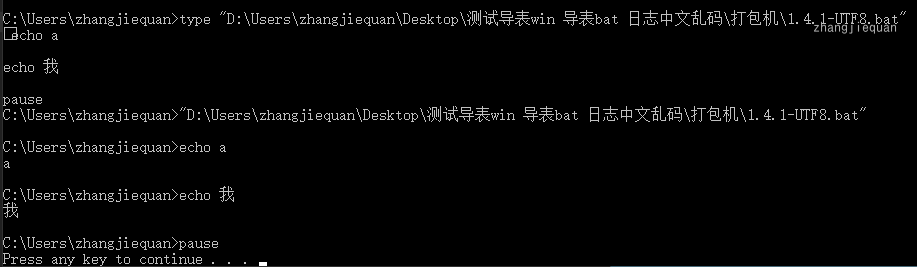 C:\Users\zhangjiequan>type "D:\Users\zhangjiequan\Desktop\测试导表win 导表bat 日志中文乱码\打包机\1.4.1-UTF8.bat"
zhangjiequan
echo a
echo 我
pause
C:\Users\zhangjiequan>"D:\Users\zhangjiequan\Desktop\测试导表win 导表bat 日志中文乱码\打包机\1.4.1-UTF8.bat"
C:\Users\zhangjiequan>echo a
a
C:\Users\zhangjiequan>echo 我
我
C:\Users\zhangjiequan>pause
Press any key to continue . . .